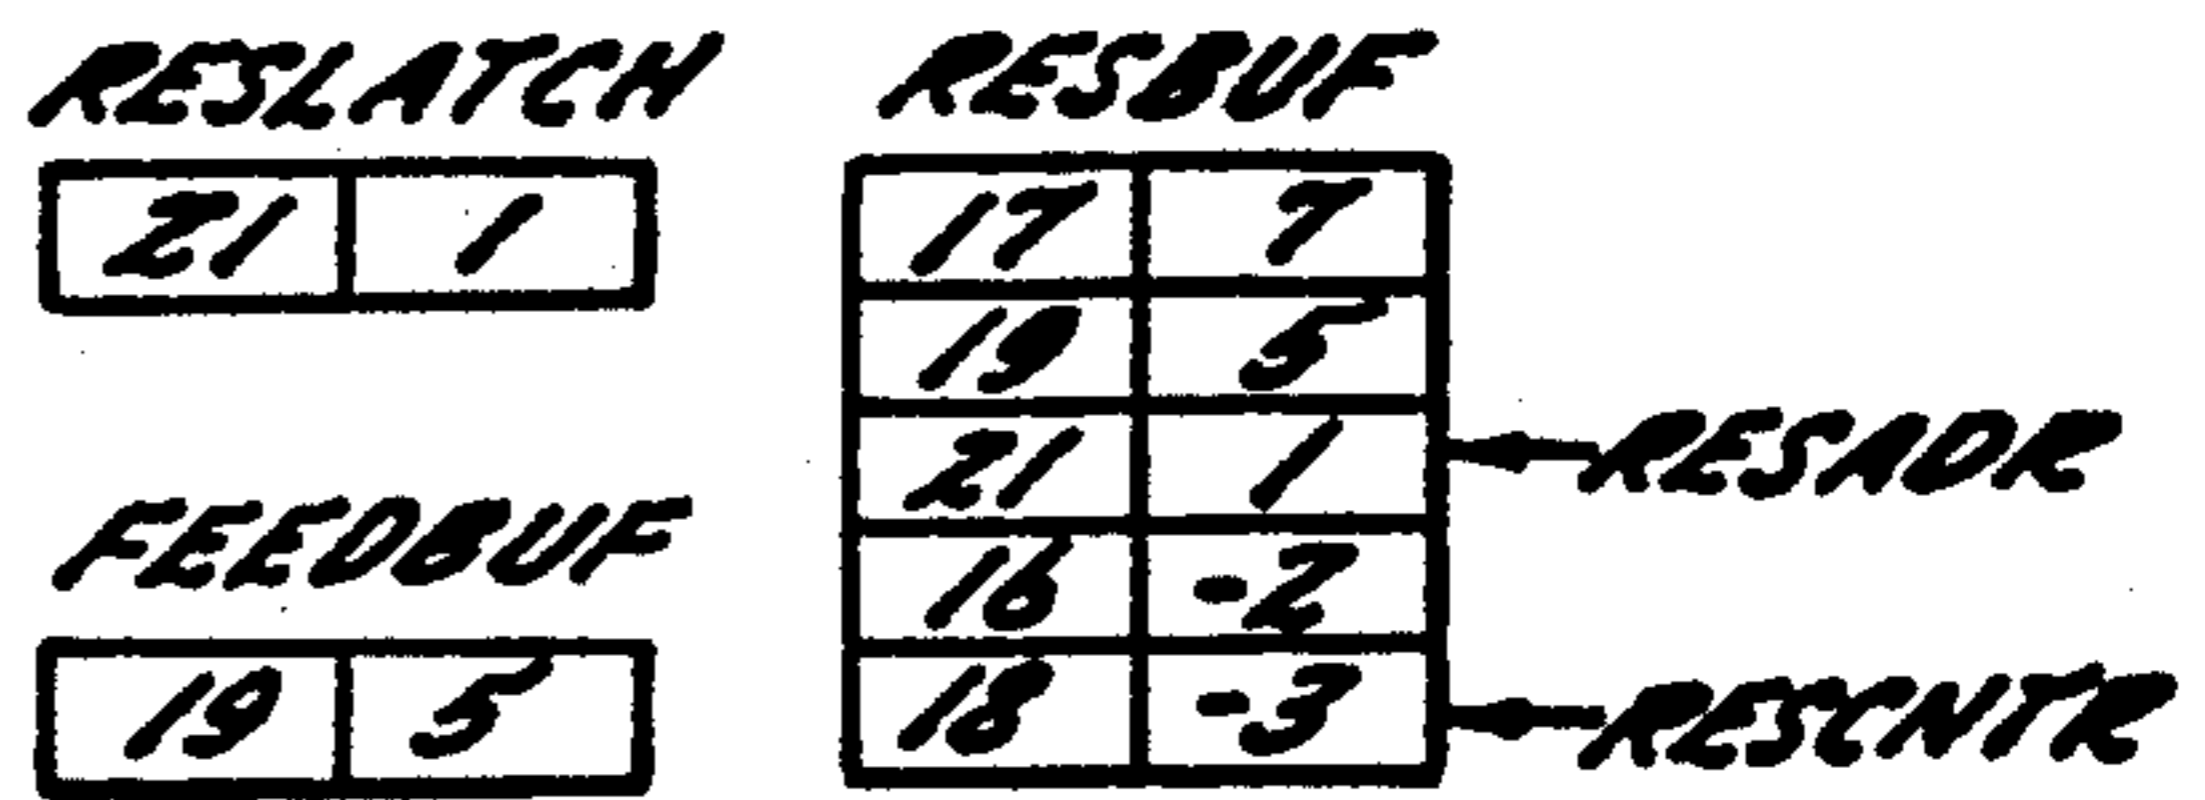 RESLATCH RESBUF
21 1 17 7
19 5
21 1 RESADR
FEEDBUF 16 -2
19 5 18 -3 RESCNTR